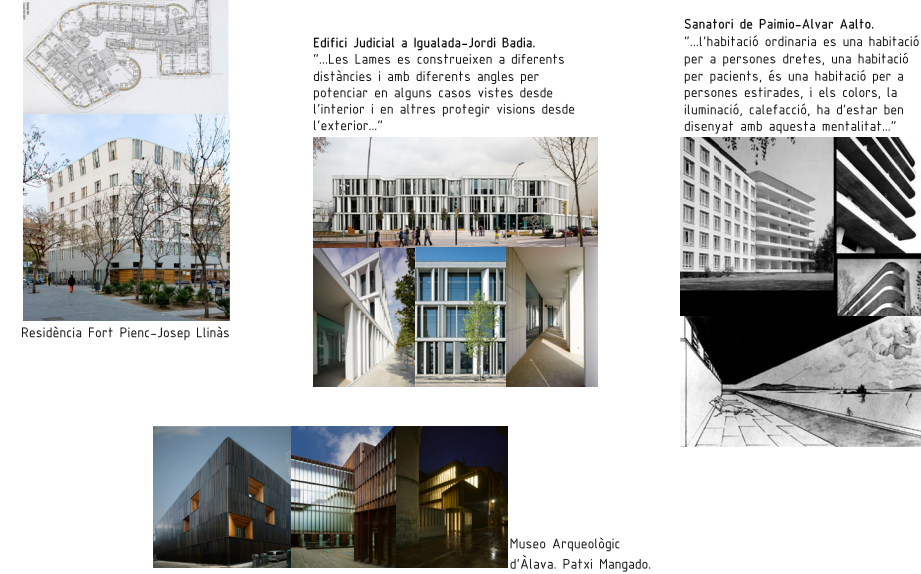 Edifici Judicial a Igualada-Jordi Badia.
"...Les Lames es construeixen a diferents
distàncies i amb diferents angles per
potenciar en alguns casos vistes desde
l'interior i en altres protegir visions desde
l'exterior..."
Sanatori de Paimio-Alvar Aalto.
"...l'habitació ordinaria es una habitació
per a persones dretes, una habitació
per pacients, és una habitació per a
persones estirades, i els colors, la
iluminació, calefacció, ha d'estar ben
disenyat amb aquesta mentalitat..."
Residència Fort Pienc-Josep Llinàs
Museo Arqueològic
d'Àlava. Patxi Mangado.